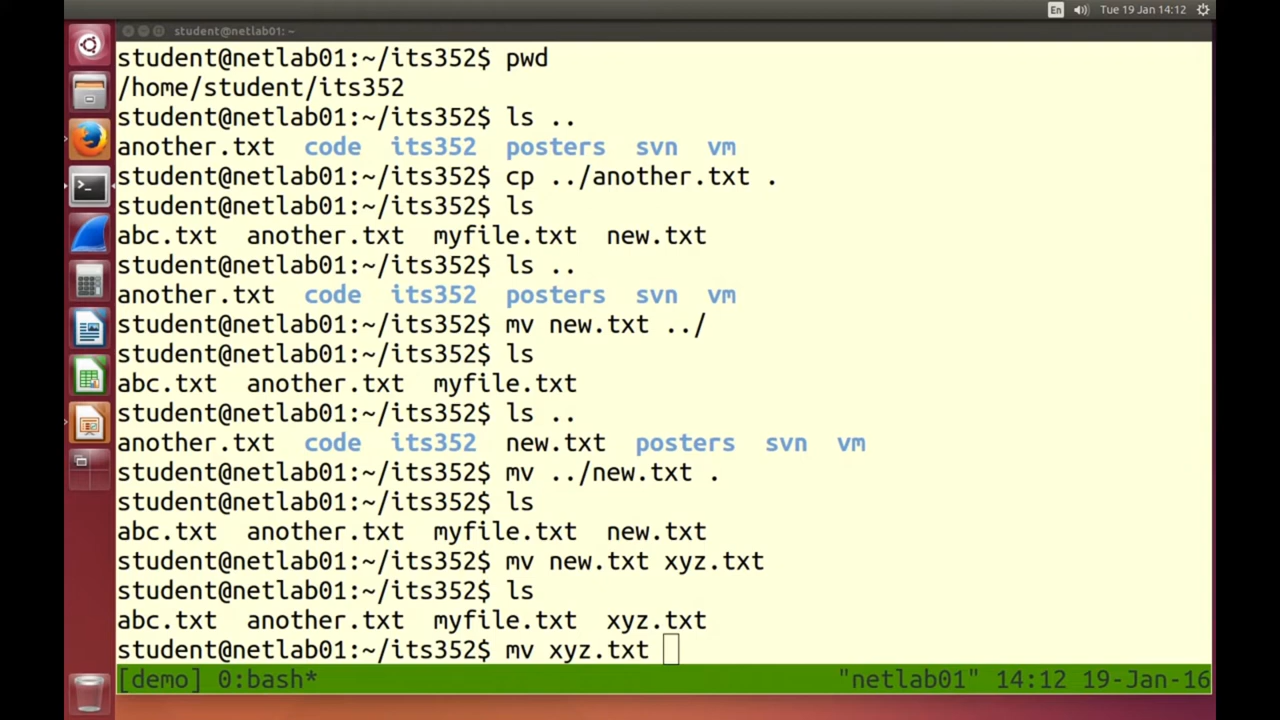 En Tue 19 Jan 14:12
student@netlab01: ~
student@netlab01:~/its352$ pwd
/home/student/its352
student@netlab01:~/its352$ ls ..
another.txt  code  its352  posters  svn  vm
student@netlab01:~/its352$ cp ../another.txt .
student@netlab01:~/its352$ ls
abc.txt  another.txt  myfile.txt  new.txt
student@netlab01:~/its352$ ls ..
another.txt  code  its352  posters  svn  vm
student@netlab01:~/its352$ mv new.txt ../
student@netlab01:~/its352$ ls
abc.txt  another.txt  myfile.txt
student@netlab01:~/its352$ ls ..
another.txt  code  its352  new.txt  posters  svn  vm
student@netlab01:~/its352$ mv ../new.txt .
student@netlab01:~/its352$ ls
abc.txt  another.txt  myfile.txt  new.txt
student@netlab01:~/its352$ mv new.txt xyz.txt
student@netlab01:~/its352$ ls
abc.txt  another.txt  myfile.txt  xyz.txt
student@netlab01:~/its352$ mv xyz.txt
[demo] 0:bash* "netlab01" 14:12 19-Jan-16